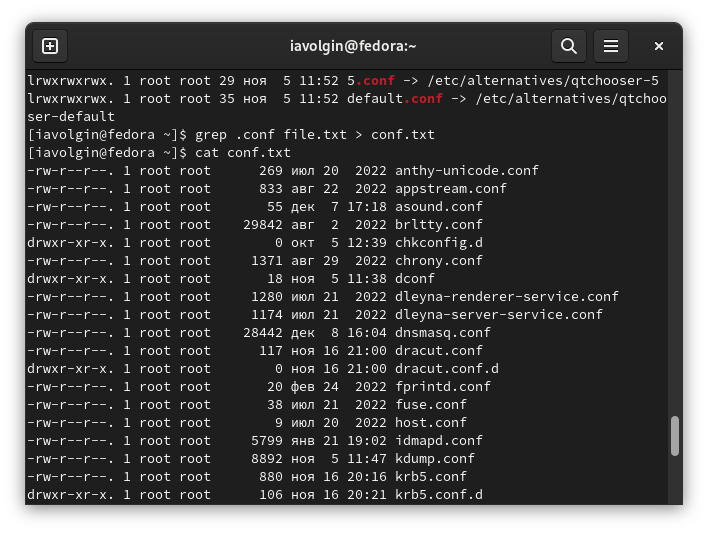 iavolgin@fedora:~
lrwxrwxrwx. 1 root root 29 ноя  5 11:52 5.conf -> /etc/alternatives/qtchooser-5
lrwxrwxrwx. 1 root root 35 ноя  5 11:52 default.conf -> /etc/alternatives/qtchoo
ser-default
[iavolgin@fedora ~]$ grep .conf file.txt > conf.txt
[iavolgin@fedora ~]$ cat conf.txt
-rw-r--r--. 1 root root      269 июл 20  2022 anthy-unicode.conf
-rw-r--r--. 1 root root      833 авг 22  2022 appstream.conf
-rw-r--r--. 1 root root       55 дек  7 17:18 asound.conf
-rw-r--r--. 1 root root    29842 авг  2  2022 brltty.conf
drwxr-xr-x. 1 root root        0 окт  5 12:39 chkconfig.d
-rw-r--r--. 1 root root     1371 авг 29  2022 chrony.conf
drwxr-xr-x. 1 root root       18 ноя  5 11:38 dconf
-rw-r--r--. 1 root root     1280 июл 21  2022 dleyna-renderer-service.conf
-rw-r--r--. 1 root root     1174 июл 21  2022 dleyna-server-service.conf
-rw-r--r--. 1 root root    28442 дек  8 16:04 dnsmasq.conf
-rw-r--r--. 1 root root      117 ноя 16 21:00 dracut.conf
drwxr-xr-x. 1 root root        0 ноя 16 21:00 dracut.conf.d
-rw-r--r--. 1 root root       20 фев 24  2022 fprintd.conf
-rw-r--r--. 1 root root       38 июл 21  2022 fuse.conf
-rw-r--r--. 1 root root        9 июл 20  2022 host.conf
-rw-r--r--. 1 root root     5799 янв 21 19:02 idmapd.conf
-rw-r--r--. 1 root root     8892 ноя  5 11:47 kdump.conf
-rw-r--r--. 1 root root      880 ноя 16 20:16 krb5.conf
drwxr-xr-x. 1 root root      106 ноя 16 20:21 krb5.conf.d